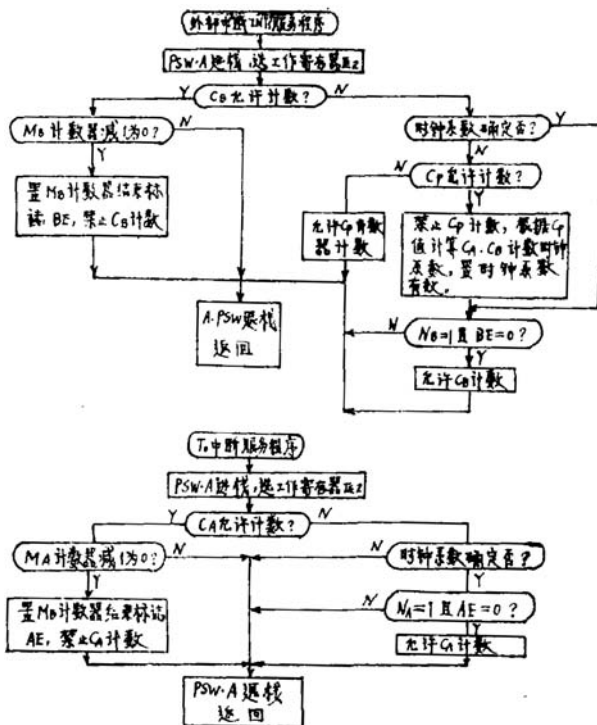 外部中断INT0服务程序
PSW·A进栈,选工作寄存器区2
Y
CB允许计数?
N
MB计数器减1为0?
N
时钟系数确定否?
Y
Y
N
置MB计数器结束标
志BE,禁止CB计数
CP允许计数?
N
Y
允许CP计数
器计数
禁止CP计数,根据CP
值计算CA·CB计数时钟
系数,置时钟系数
有效。
A·PSW退栈
返回
N
NB=1且BE=0?
Y
允许CB计数
T0中断服务程序
PSW·A进栈,选工作寄存器区2
Y
CA允许计数?
N
MA计数器减1为0?
N
N
时钟系数确定否?
Y
Y
置MB计数器结束标志
AE,禁止CA计数
N
NA=1且AE=0?
Y
允许CA计数
PSW·A退栈
返回